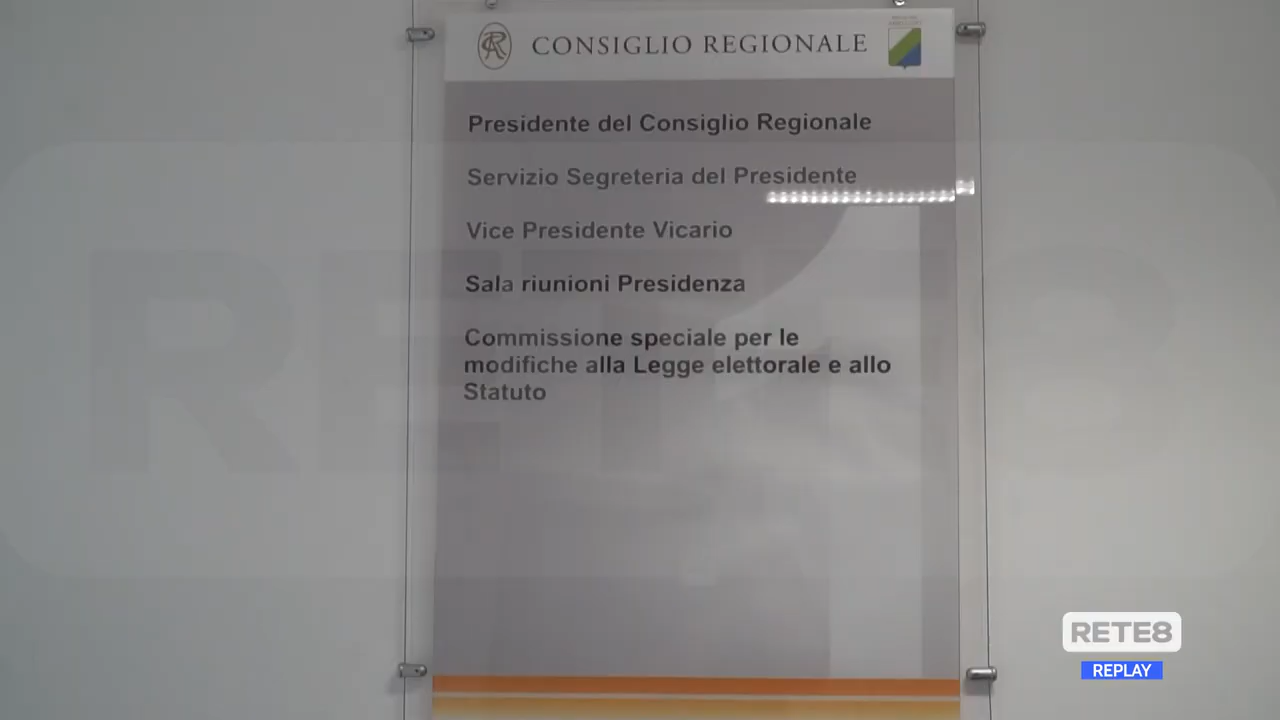 CONSIGLIO REGIONALE
Presidente del Consiglio Regionale
Servizio Segreteria del Presidente
Vice Presidente Vicario
Sala riunioni Presidenza
Commissione speciale per le
modifiche alla Legge elettorale e allo
Statuto
RETE8
RETE8
REPLAY